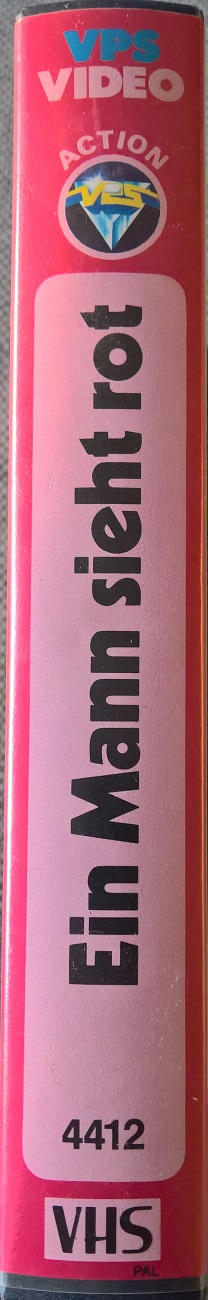 VPS
VIDEO
ACTION
VPS
Ein Mann sieht rot
4412
VHS
PAL